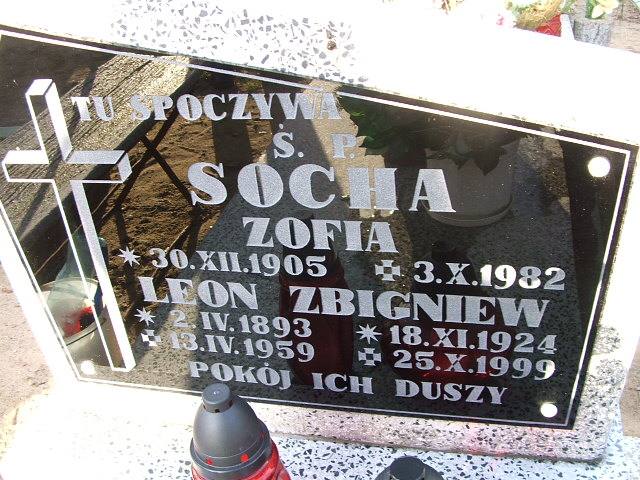 TU SPOCZYWA
Ś. P.
SOCHA
ZOFIA
30.XII.1905 3.X.1982
LEON ZBIGNIEW
2.IV.1893 18.XI.1924
13.IV.1959 25.X.1999
POKÓJ ICH DUSZY